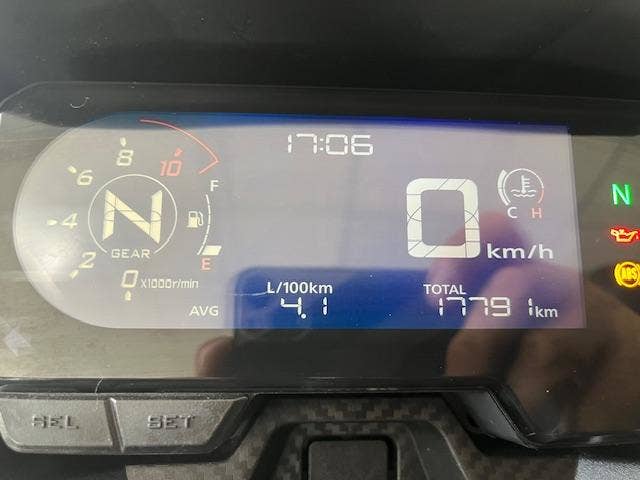 17:06
8
10
6
F
N
4
GEAR
C
H
0
km/h
N
2
E
0
X1000r/min
AVG
L/100km
4.1
TOTAL
17791 km
ABS
SEL
SET